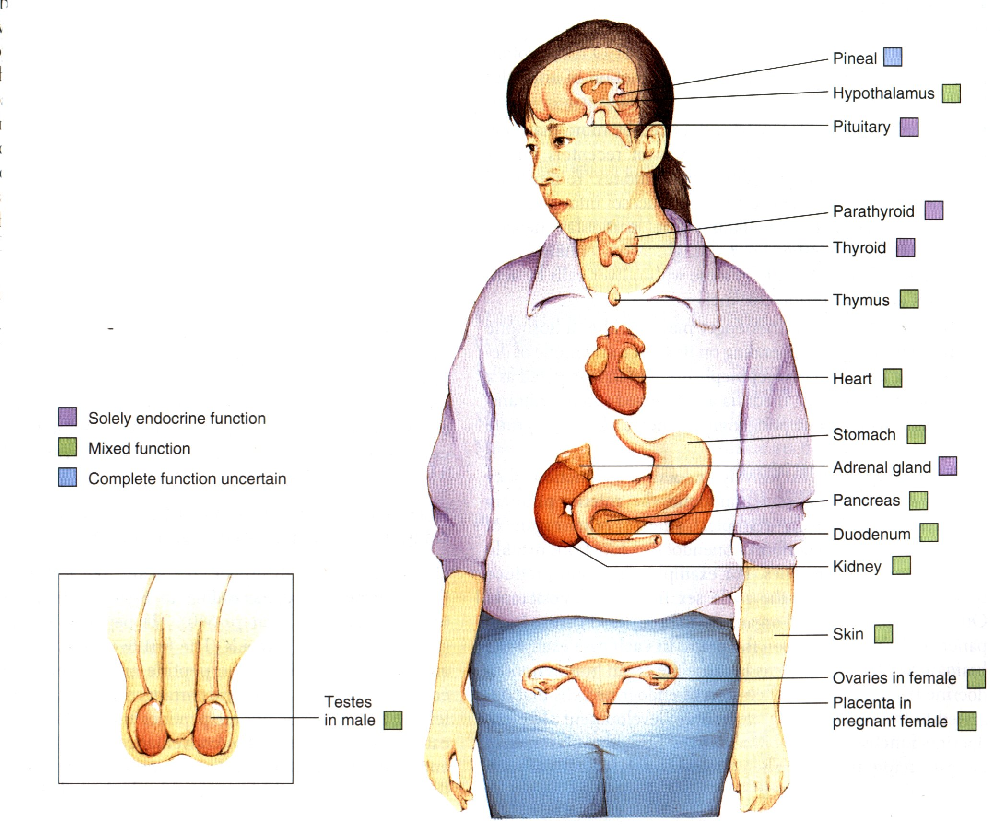 Pineal
Hypothalamus
Pituitary
Parathyroid
Thyroid
Thymus
Heart
Stomach
Adrenal gland
Pancreas
Duodenum
Kidney
Skin
Ovaries in female
Placenta in
pregnant female
Solely endocrine function
Mixed function
Complete function uncertain
Testes
in male